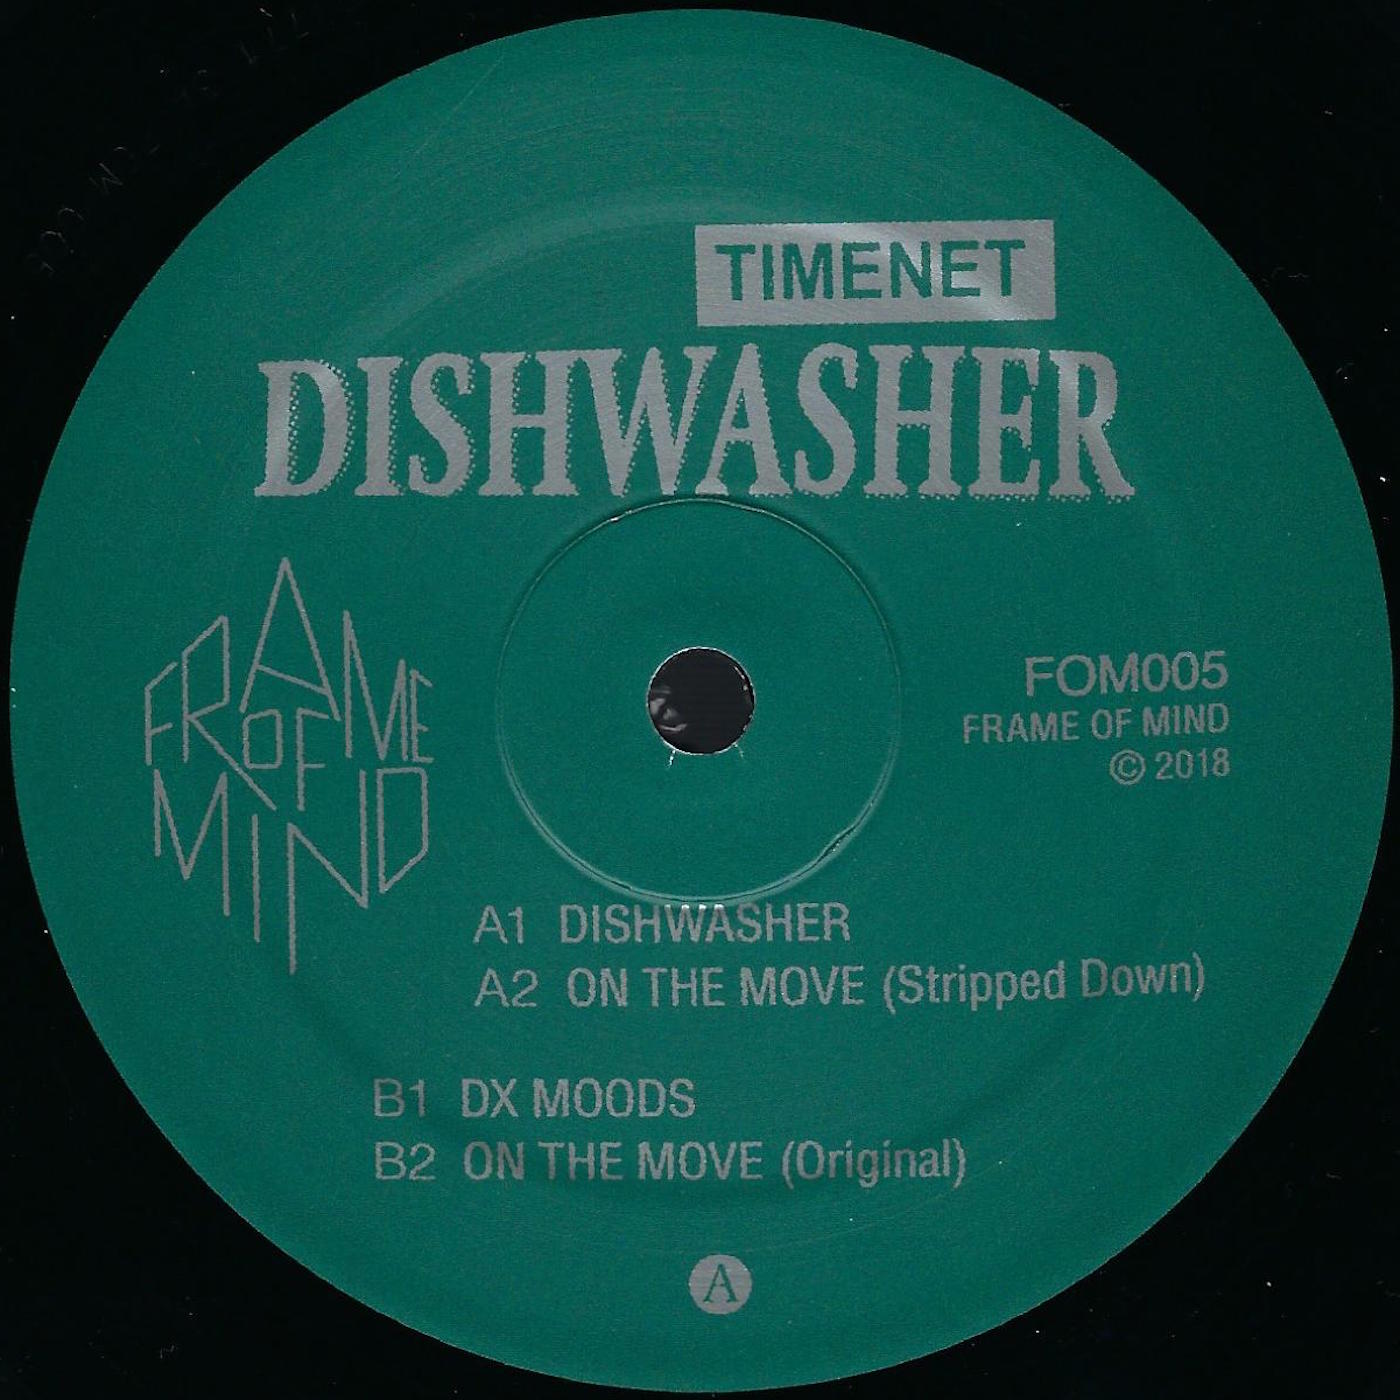 TIMENET
DISHWASHER
FRAME
OF
MIND
FOM005
FRAME OF MIND
© 2018
A1 DISHWASHER
A2 ON THE MOVE (Stripped Down)
B1 DX MOODS
B2 ON THE MOVE (Original)
A